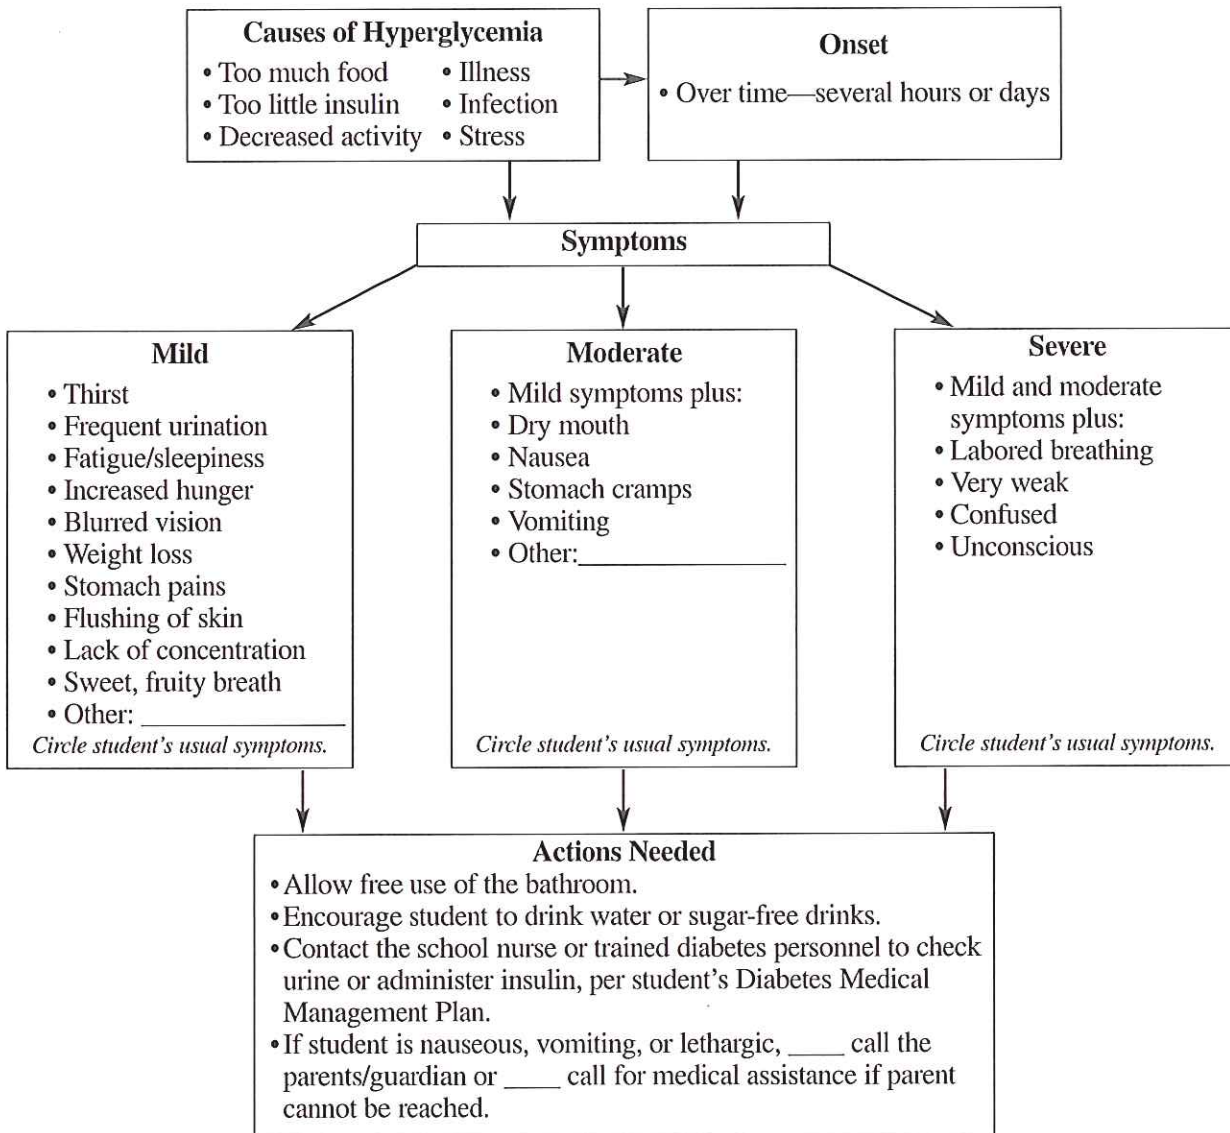 Causes of Hyperglycemia
• Too much food • Illness
• Too little insulin • Infection
• Decreased activity • Stress
Onset
• Over time—several hours or days
Symptoms
Mild
• Thirst
• Frequent urination
• Fatigue/sleepiness
• Increased hunger
• Blurred vision
• Weight loss
• Stomach pains
• Flushing of skin
• Lack of concentration
• Sweet, fruity breath
• Other: ____________________
Circle student’s usual symptoms.
Moderate
• Mild symptoms plus:
• Dry mouth
• Nausea
• Stomach cramps
• Vomiting
• Other:____________________
Circle student’s usual symptoms.
Severe
• Mild and moderate
symptoms plus:
• Labored breathing
• Very weak
• Confused
• Unconscious
Circle student’s usual symptoms.
Actions Needed
• Allow free use of the bathroom.
• Encourage student to drink water or sugar-free drinks.
• Contact the school nurse or trained diabetes personnel to check
urine or administer insulin, per student’s Diabetes Medical
Management Plan.
• If student is nauseous, vomiting, or lethargic, ____ call the
parents/guardian or ____ call for medical assistance if parent
cannot be reached.